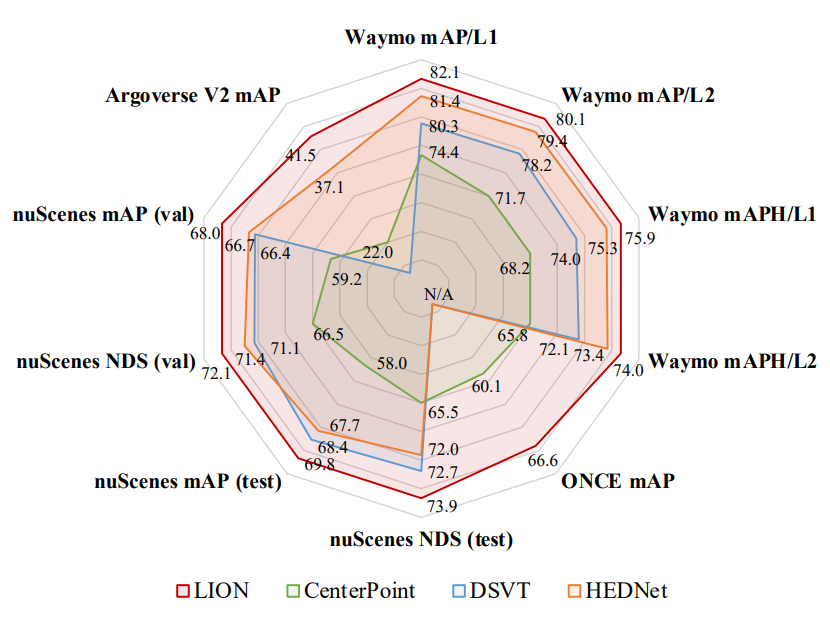 Waymo mAP/L1
82.1
Argoverse V2 mAP
81.4
Waymo mAP/L2
80.3
80.1
74.4
79.4
41.5
78.2
37.1
71.7
nuScenes mAP (val)
Waymo mAPH/L1
68.0
66.7
66.4
22.0
68.2
74.0
75.3
75.9
59.2
N/A
66.5
65.8
nuScenes NDS (val)
72.1
71.4
71.1
58.0
72.1
73.4
74.0
Waymo mAPH/L2
60.1
65.5
67.7
68.4
69.8
72.0
72.7
66.6
nuScenes mAP (test)
ONCE mAP
73.9
nuScenes NDS (test)
LION
CenterPoint
DSVT
HEDNet